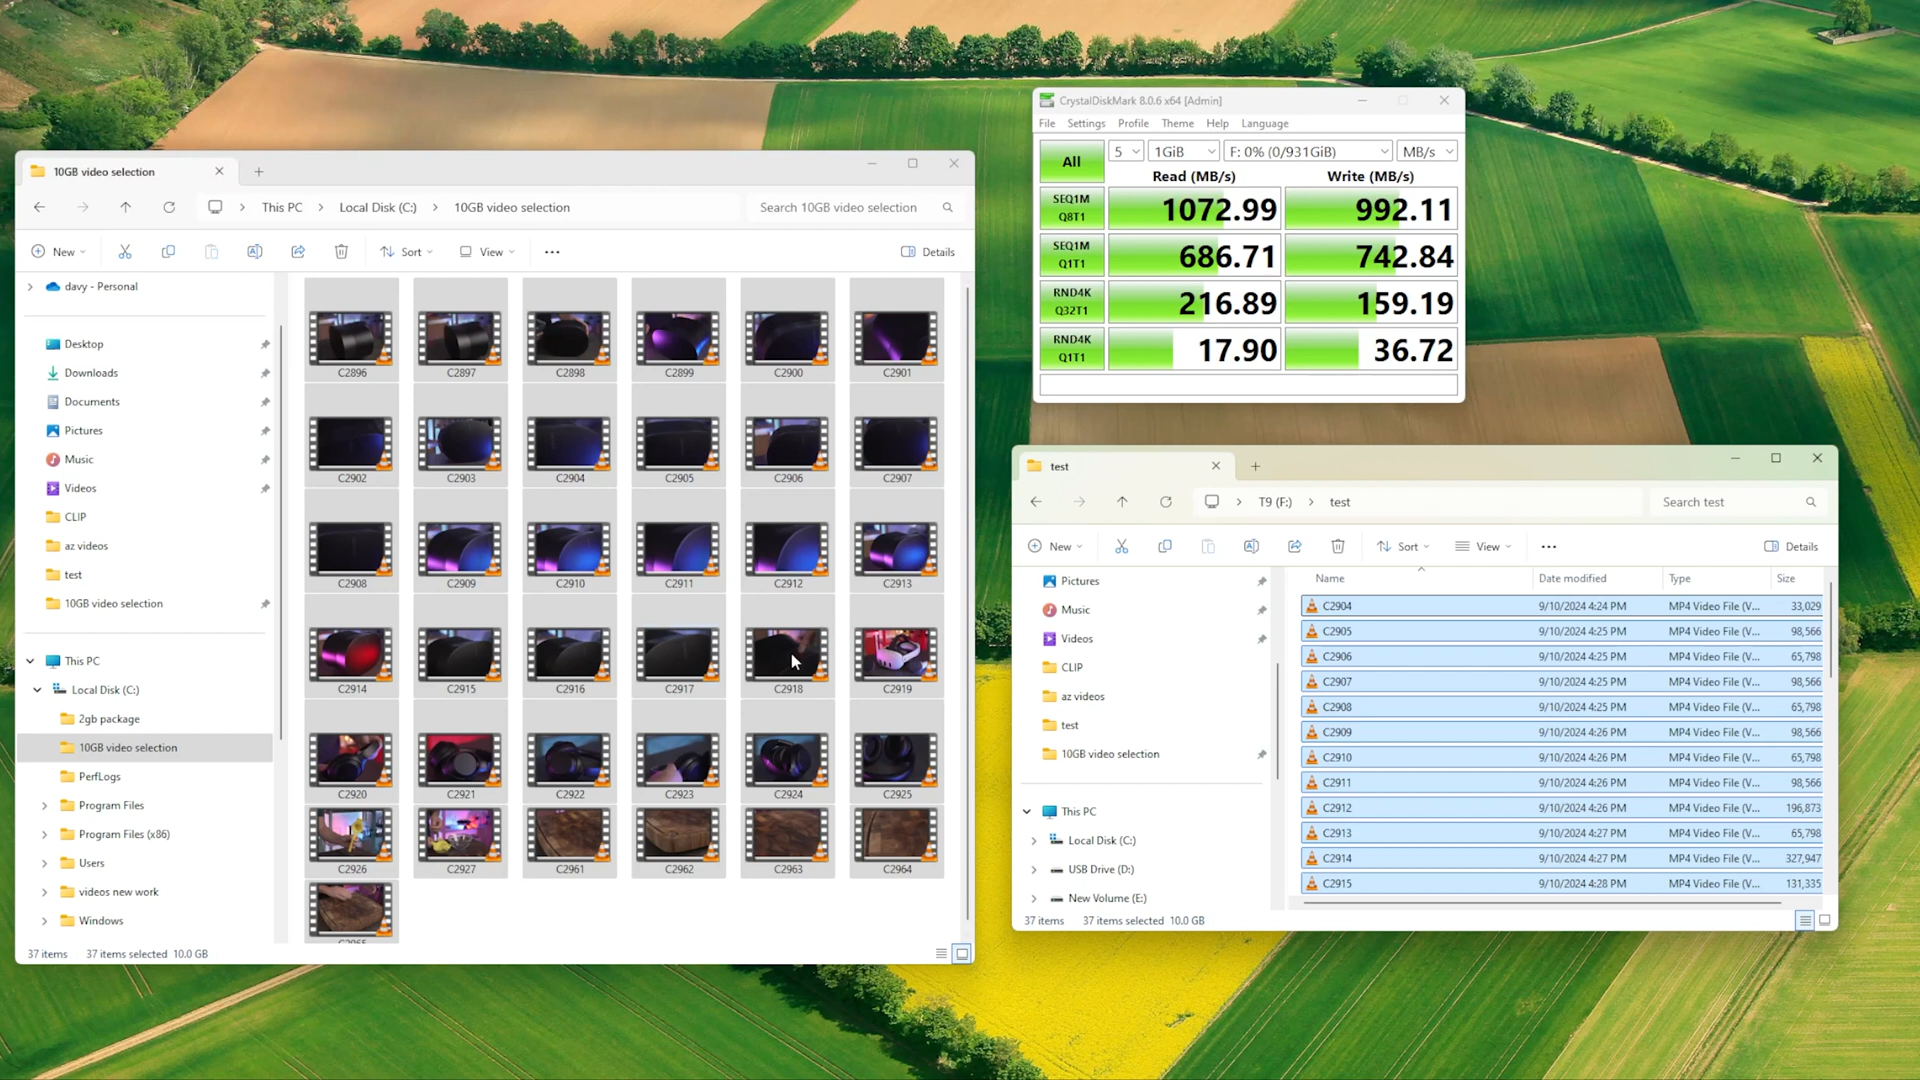 10GB video selection
This PC
Local Disk (C:)
10GB video selection
Search 10GB video selection
New
Sort
View
Details
davy - Personal
Desktop
Downloads
Documents
Pictures
Music
Videos
CLIP
az videos
test
10GB video selection
This PC
Local Disk (C:)
2gb package
10GB video selection
PerfLogs
Program Files
Program Files (x86)
Users
videos new work
Windows
C2896 C2897 C2898 C2899 C2900 C2901
C2902 C2903 C2904 C2905 C2906 C2907
C2908 C2909 C2910 C2911 C2912 C2913
C2914 C2915 C2916 C2917 C2918 C2919
C2920 C2921 C2922 C2923 C2924 C2925
C2926 C2927 C2961 C2962 C2963 C2964
37 items 37 items selected 10.0 GB
CrystalDiskMark 8.0.6 x64 [Admin]
File Settings Profile Theme Help Language
All 5 1GiB F: 0% (0/931GiB) MB/s
Read (MB/s) Write (MB/s)
SEQ1M
Q8T1
1072.99 992.11
SEQ1M
Q1T1
686.71 742.84
RND4K
Q32T1
216.89 159.19
RND4K
Q1T1
17.90 36.72
test
T9 (F:)
test
Search test
New
Sort
View
Details
Pictures
Music
Videos
CLIP
az videos
test
10GB video selection
This PC
Local Disk (C:)
USB Drive (D:)
New Volume (E:)
Name Date modified Type Size
C2904 9/10/2024 4:24 PM MP4 Video File (V... 33,029
C2905 9/10/2024 4:25 PM MP4 Video File (V... 98,566
C2906 9/10/2024 4:25 PM MP4 Video File (V... 65,798
C2907 9/10/2024 4:25 PM MP4 Video File (V... 98,566
C2908 9/10/2024 4:25 PM MP4 Video File (V... 65,798
C2909 9/10/2024 4:26 PM MP4 Video File (V... 98,566
C2910 9/10/2024 4:26 PM MP4 Video File (V... 65,798
C2911 9/10/2024 4:26 PM MP4 Video File (V... 98,566
C2912 9/10/2024 4:26 PM MP4 Video File (V... 196,873
C2913 9/10/2024 4:27 PM MP4 Video File (V... 65,798
C2914 9/10/2024 4:27 PM MP4 Video File (V... 327,947
C2915 9/10/2024 4:28 PM MP4 Video File (V... 131,335
37 items 37 items selected 10.0 GB